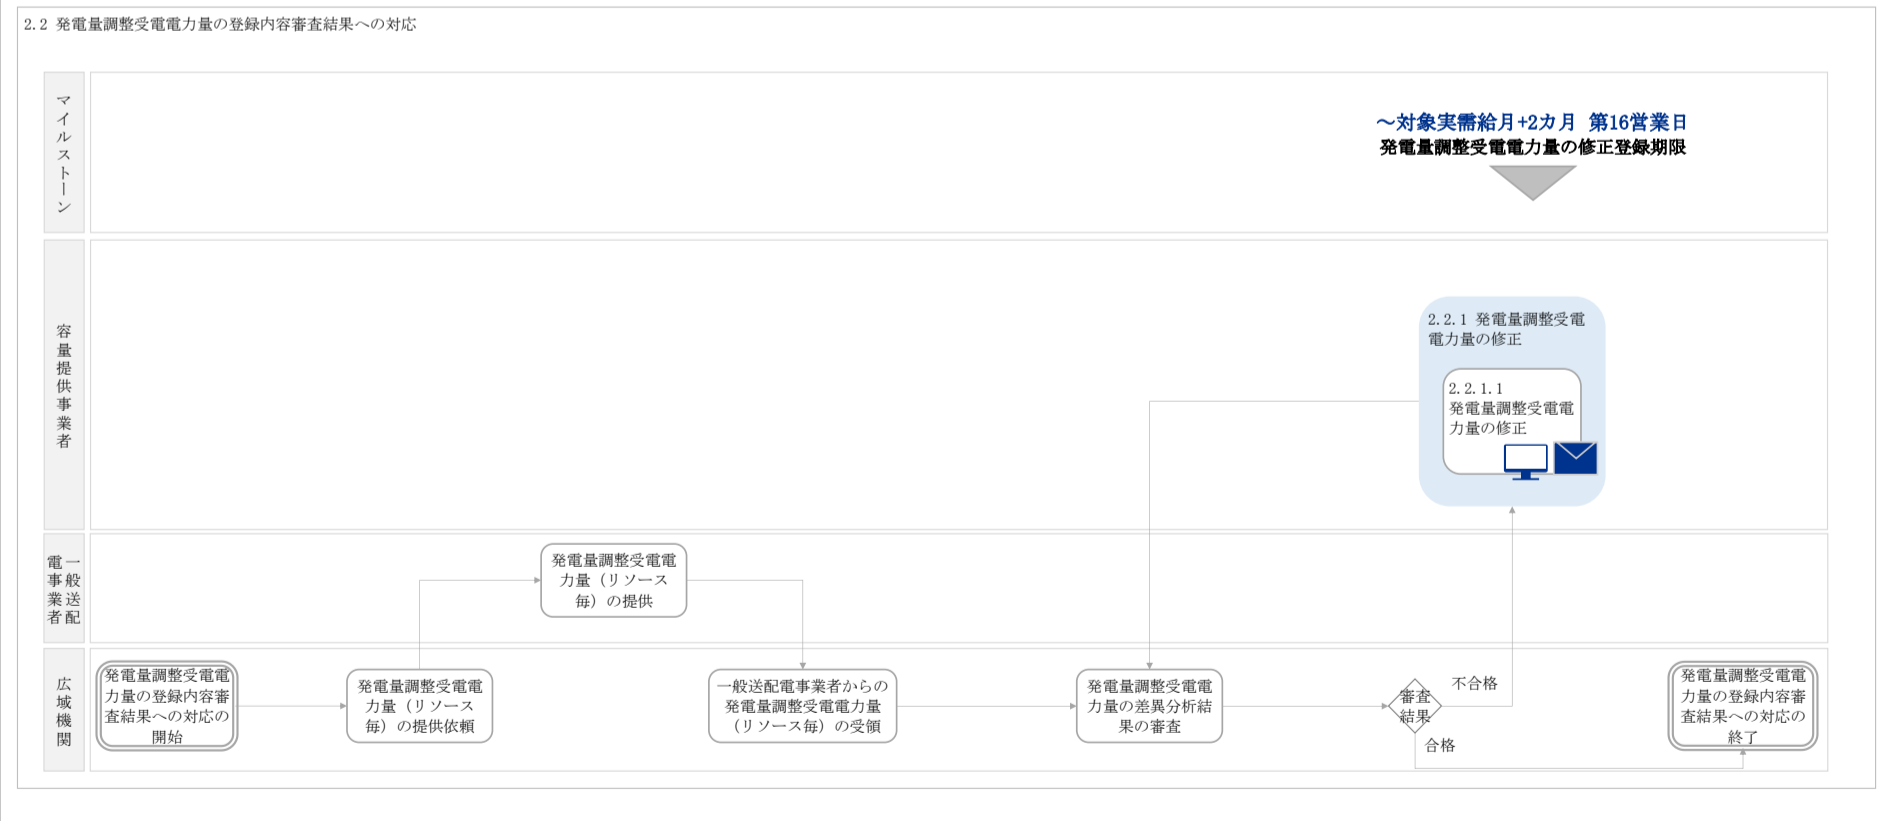 2.2 発電量調整受電電力量の登録内容審査結果への対応
マイルストーン
～対象実需給月+2カ月 第16営業日
発電量調整受電電力量の修正登録期限
容量提供事業者
2.2.1 発電量調整受電
電力量の修正
2.2.1.1
発電量調整受電電
力量の修正
一般送配
電事業者
発電量調整受電電
力量（リソース
毎）の提供
広域機関
発電量調整受電電
力量の登録内容審
査結果への対応の
開始
発電量調整受電電
力量（リソース
毎）の提供依頼
一般送配電事業者からの
発電量調整受電電力量
（リソース毎）の受領
発電量調整受電電
力量の差異分析結
果の審査
審査
結果
不合格
合格
発電量調整受電電
力量の登録内容審
査結果への対応の
終了